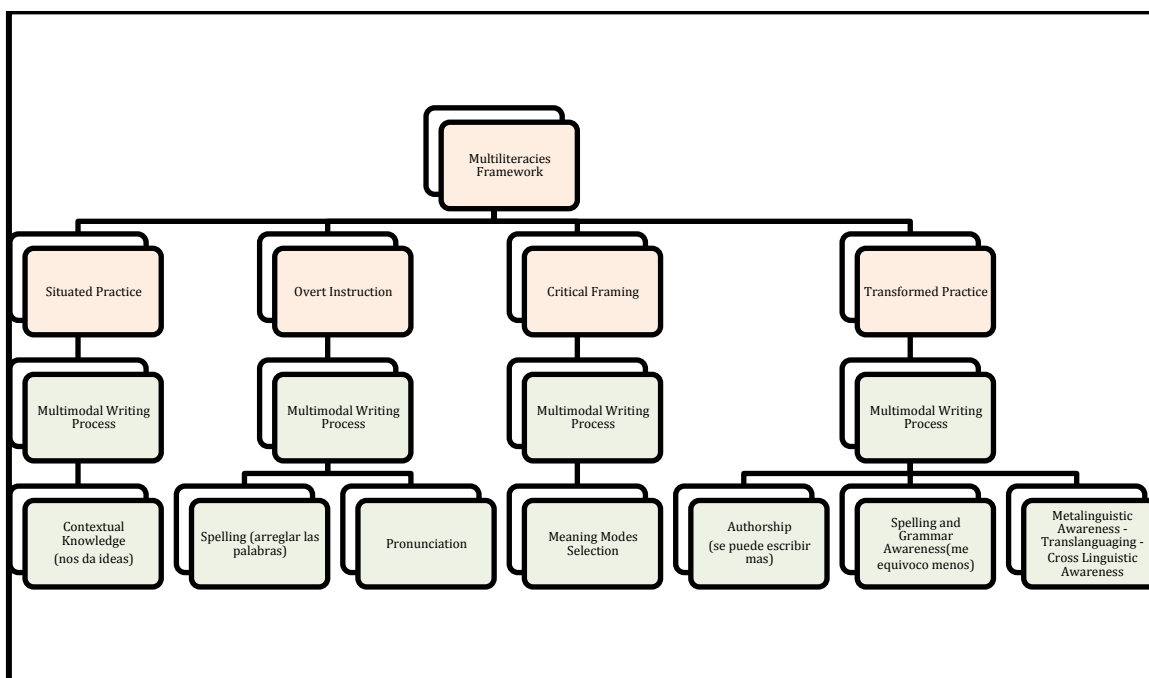 Multiliteracies
Framework
Situated Practice
Overt Instruction
Critical Framing
Transformed Practice
Multimodal Writing
Process
Multimodal Writing
Process
Multimodal Writing
Process
Multimodal Writing
Process
Contextual
Knowledge
(nos da ideas)
Spelling (arreglar las
palabras)
Pronunciation
Meaning Modes
Selection
Authorship
(se puede escribir
mas)
Spelling and
Grammar
Awareness(me
equivoco menos)
Metalinguistic
Awareness -
Translanguaging -
Cross Linguistic
Awareness